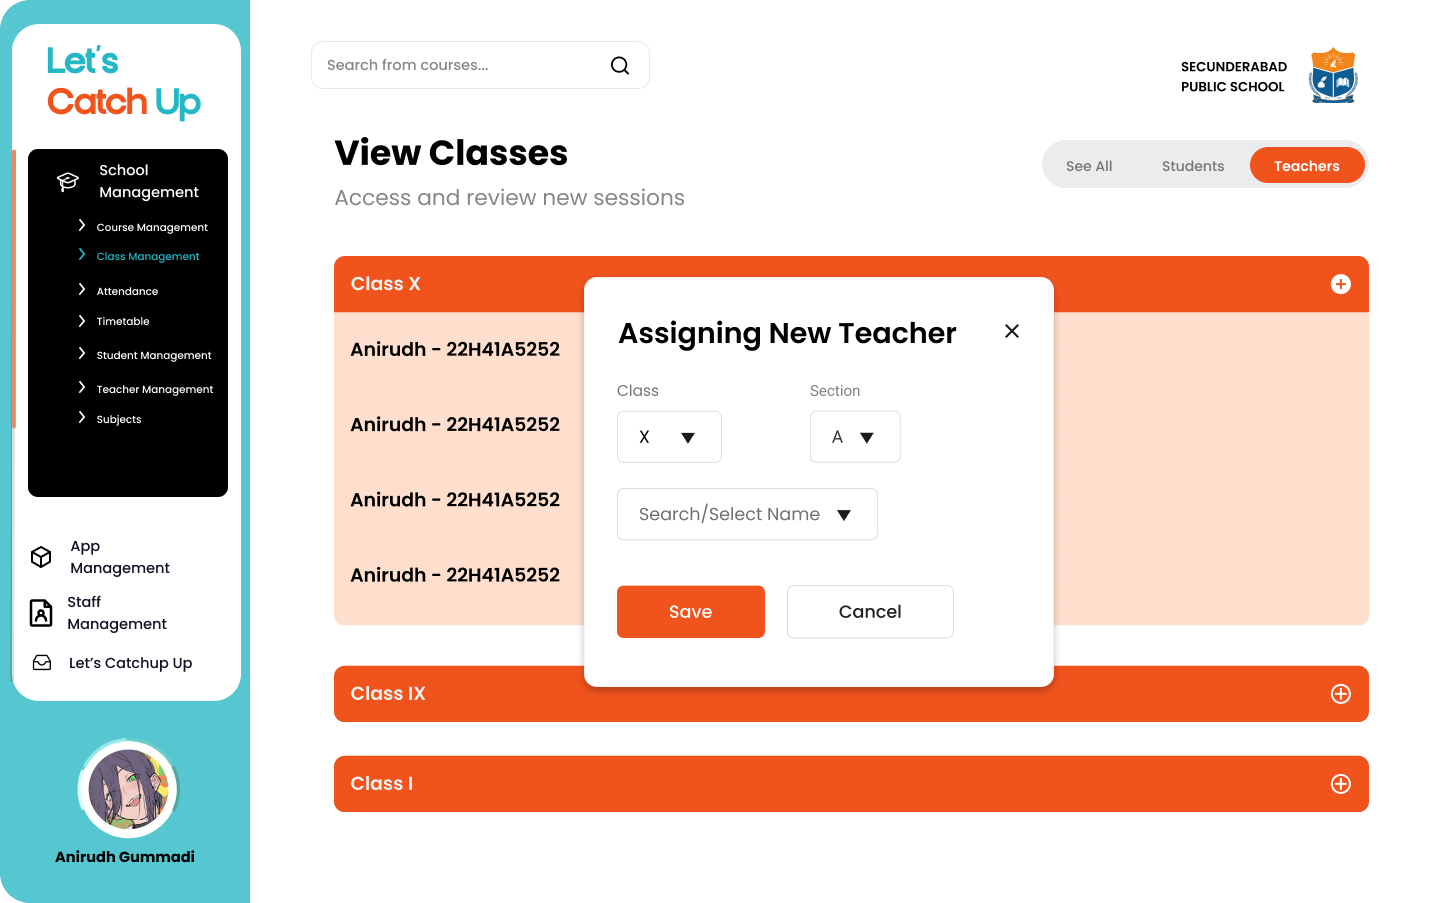 Let's
Catch Up
School
Management
Course Management
Class Management
Attendance
Timetable
Student Management
Teacher Management
Subjects
App
Management
Staff
Management
Let's Catchup Up
Anirudh Gummadi
Search from courses...
SECUNDERABAD
PUBLIC SCHOOL
View Classes
Access and review new sessions
See All
Students
Teachers
Class X
Anirudh - 22H41A5252
Anirudh - 22H41A5252
Anirudh - 22H41A5252
Anirudh - 22H41A5252
Assigning New Teacher
Class
Section
X
A
Search/Select Name
Save
Cancel
Class IX
Class I